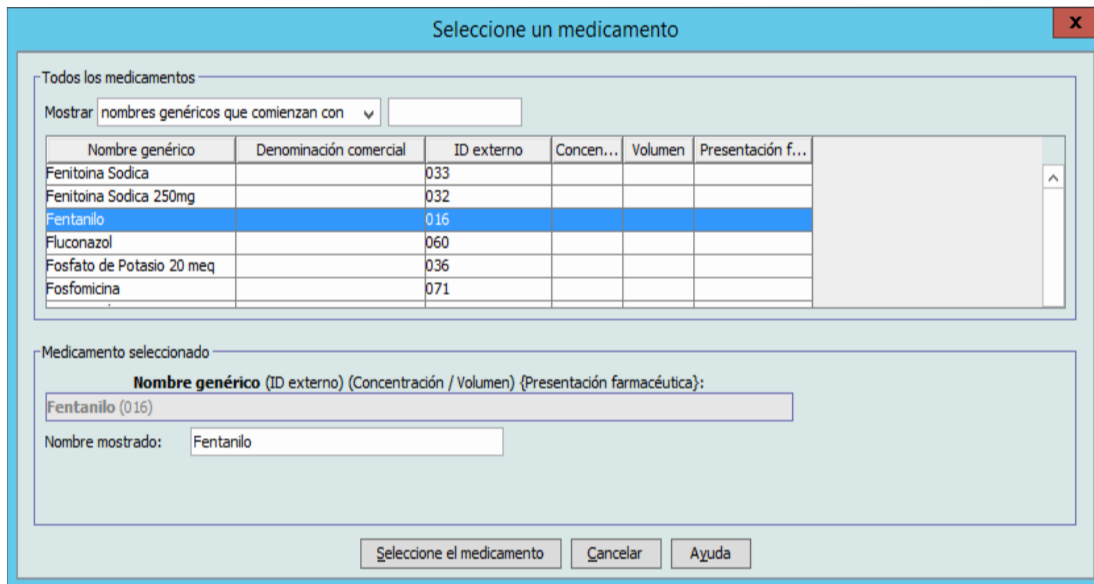 Seleccione un medicamento
x
Todos los medicamentos
Mostrar nombres genéricos que comienzan con
Nombre genérico Denominación comercial ID externo Concen... Volumen Presentación f...
Fenitoina Sodica 033
Fenitoina Sodica 250mg 032
Fentanilo 016
Fluconazol 060
Fosfato de Potasio 20 meq 036
Fosfomicina 071
Medicamento seleccionado
Nombre genérico (ID externo) (Concentración / Volumen) {Presentación farmacéutica}:
Fentanilo (016)
Nombre mostrado: Fentanilo
Seleccione el medicamento Cancelar Ayuda